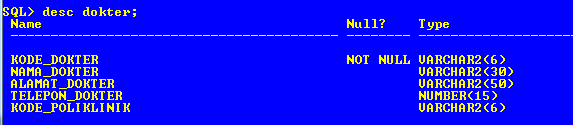 SQL> desc dokter;
Name Null? Type
----------------------------------------- -------- ----------------------------
KODE_DOKTER NOT NULL VARCHAR2(6)
NAMA_DOKTER VARCHAR2(30)
ALAMAT_DOKTER VARCHAR2(50)
TELEPON_DOKTER NUMBER(15)
KODE_POLIKLINIK VARCHAR2(6)